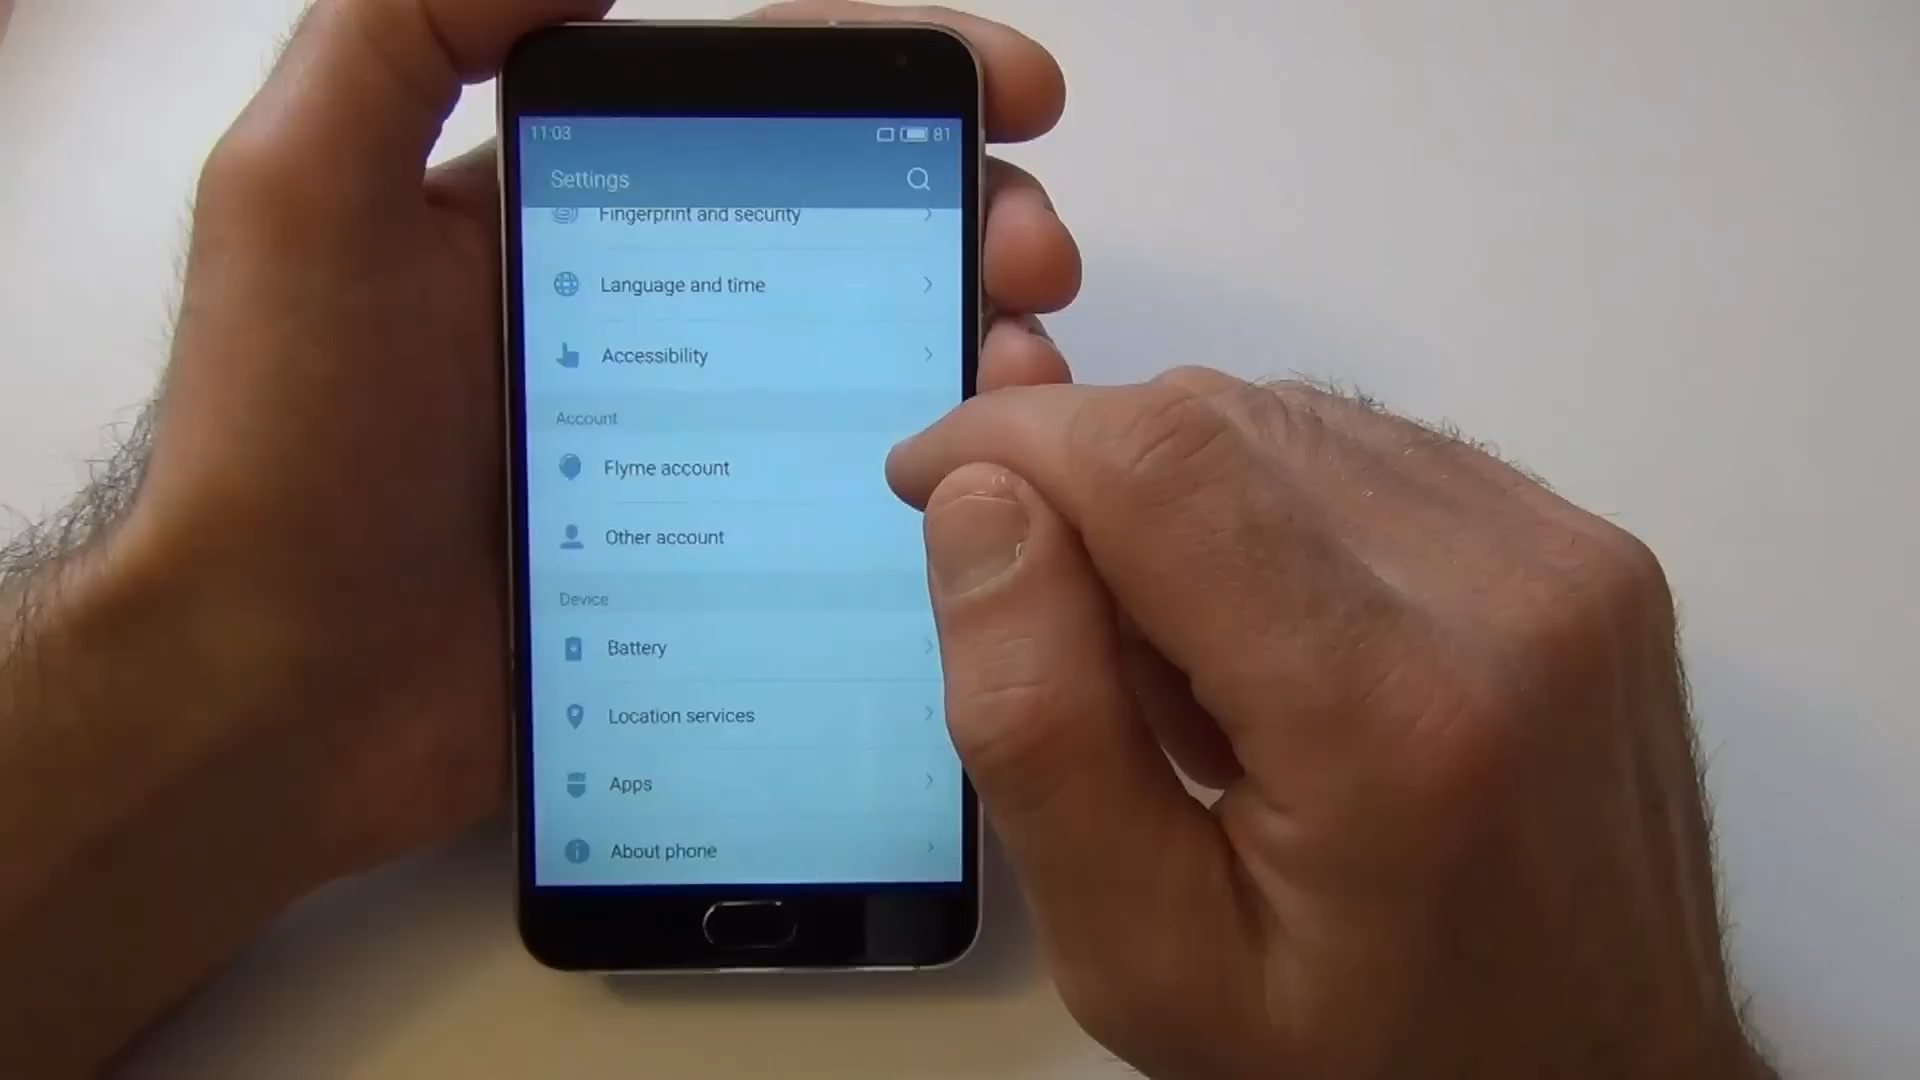 11:03 81
Settings
Fingerprint and security
Language and time
Accessibility
Account
Flyme account
Other account
Device
Battery
Location services
Apps
About phone